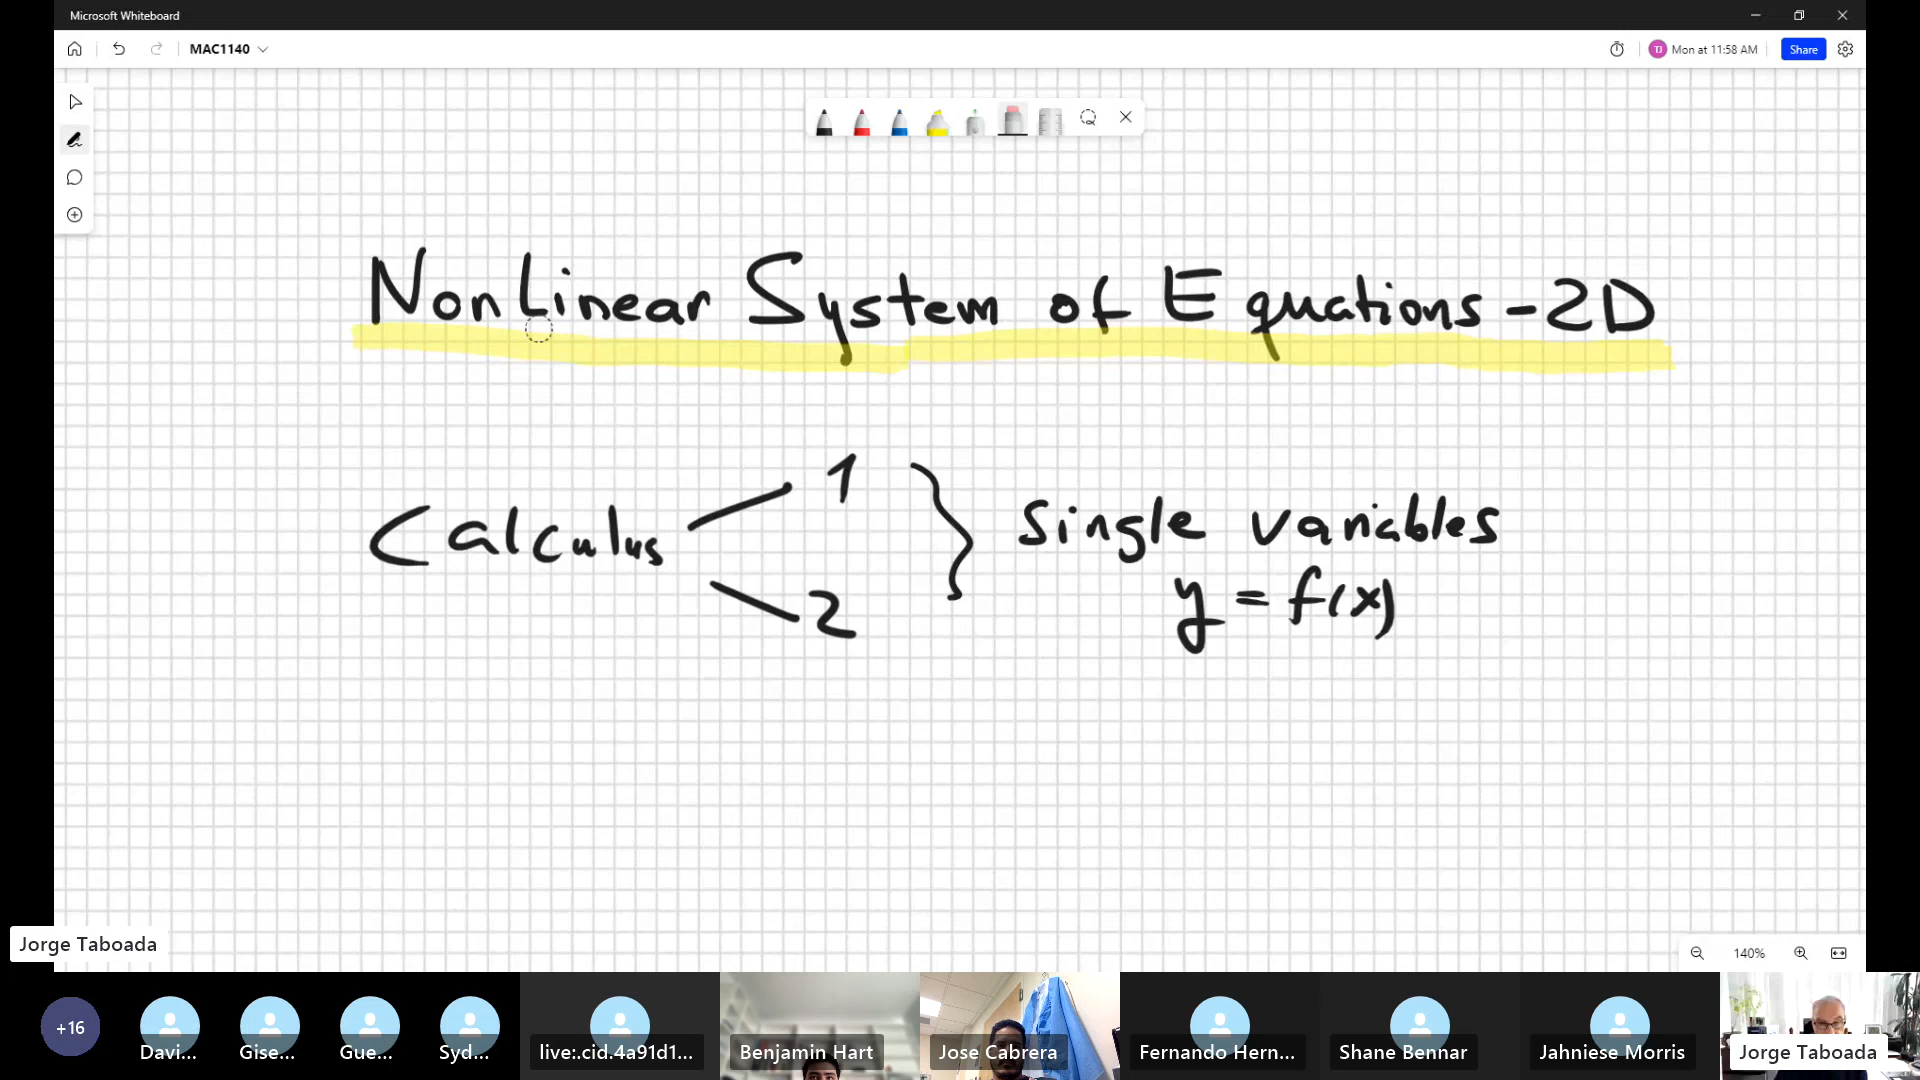 Microsoft Whiteboard
MAC1140
TJ Mon at 11:58 AM Share
NonLinear System of Equations - 2D
Calculus 1 2 Single variables
y = f(x)
140%
Jorge Taboada
+16 Davi... Gise... Gue... Syd... live:.cid.4a91d1... Benjamin Hart Jose Cabrera Fernando Hern... Shane Bennar Jahniese Morris Jorge Taboada